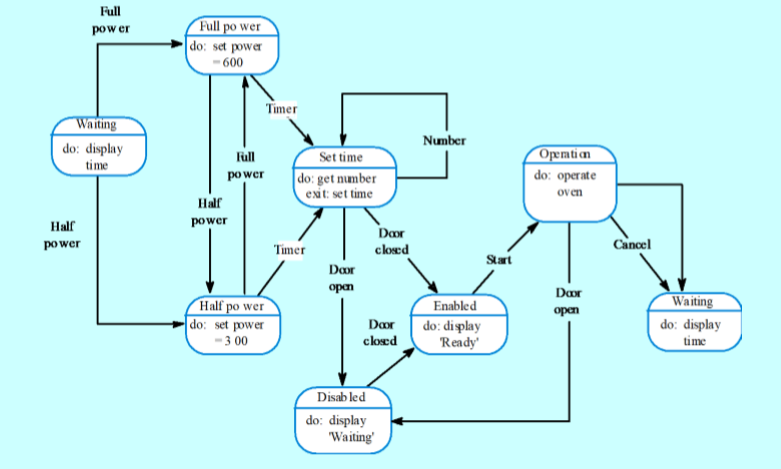 Full
power
Full power
do: set power
=600
Timer
Waiting
do: display
time
Number
Full
power
Set time
do: get number
exit: set time
Operation
do: operate
oven
Half
power
Half
power
Timer
Door
closed
Door
open
Start
Cancel
Door
open
Half power
do: set power
=300
Door
closed
Enabled
do: display
'Ready'
Waiting
do: display
time
Disabled
do: display
'Waiting'